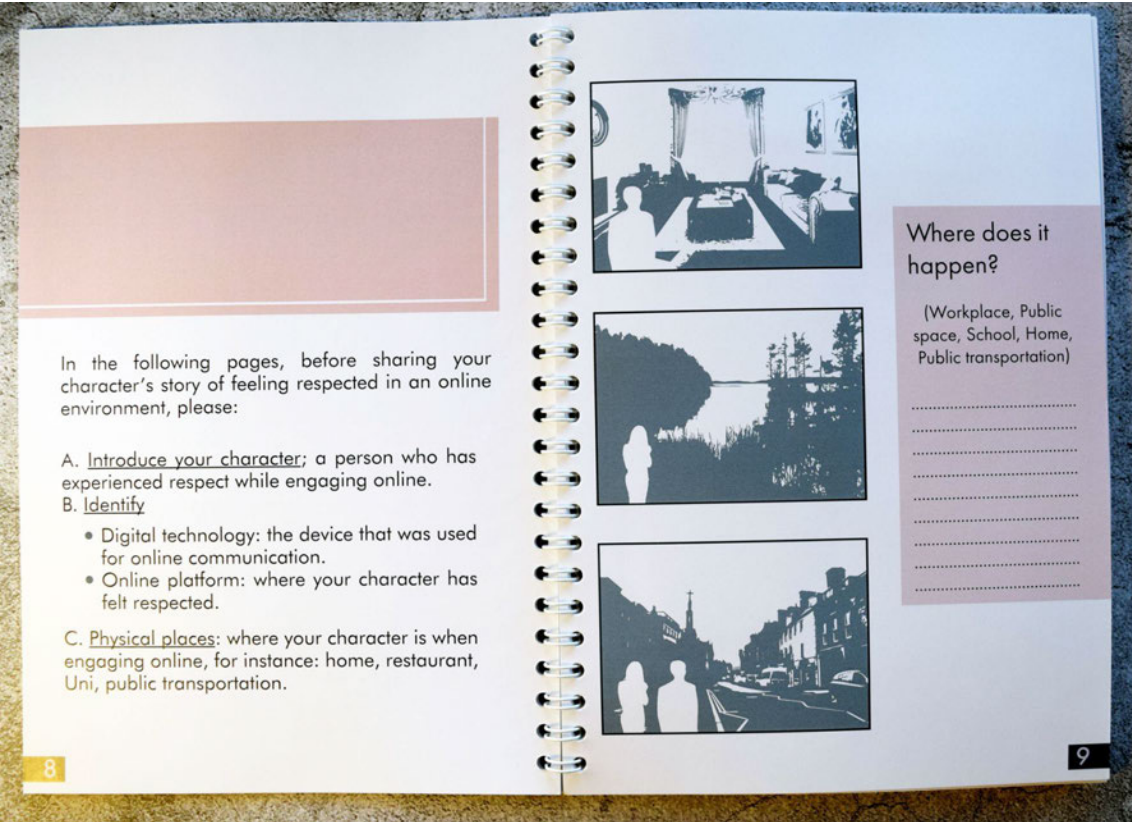 In the following pages, before sharing your
character's story of feeling respected in an online
environment, please:
A. Introduce your character; a person who has
experienced respect while engaging online.
B. Identify
• Digital technology: the device that was used
for online communication.
• Online platform: where your character has
felt respected.
C. Physical places: where your character is when
engaging online, for instance: home, restaurant,
Uni, public transportation.
8
Where does it
happen?
(Workplace, Public
space, School, Home,
Public transportation)
9